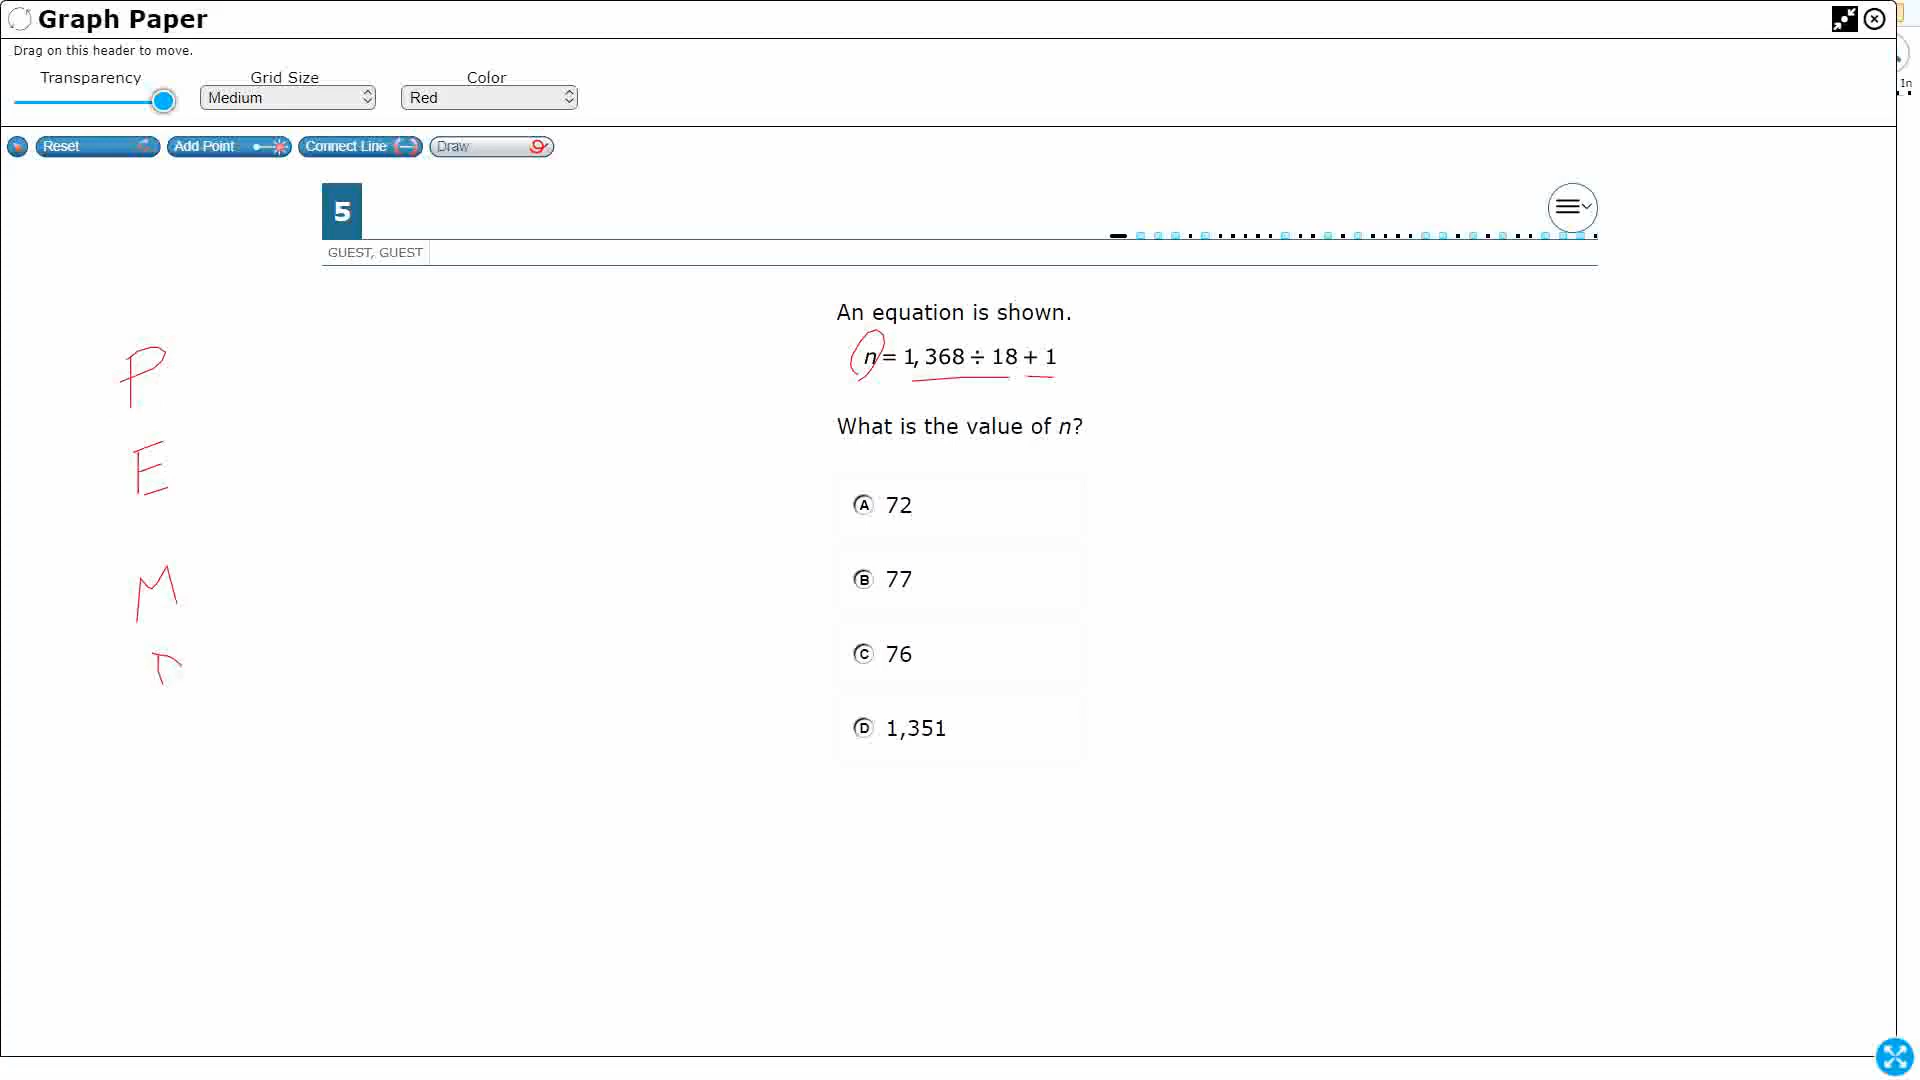 Graph Paper
Drag on this header to move.
Transparency
Grid Size
Color
Medium
Red
Reset
Add Point
Connect Line
Draw
In
5
GUEST, GUEST
An equation is shown.
n = 1,368 ÷ 18 + 1
What is the value of n?
A 72
B 77
C 76
D 1,351
P
E
M